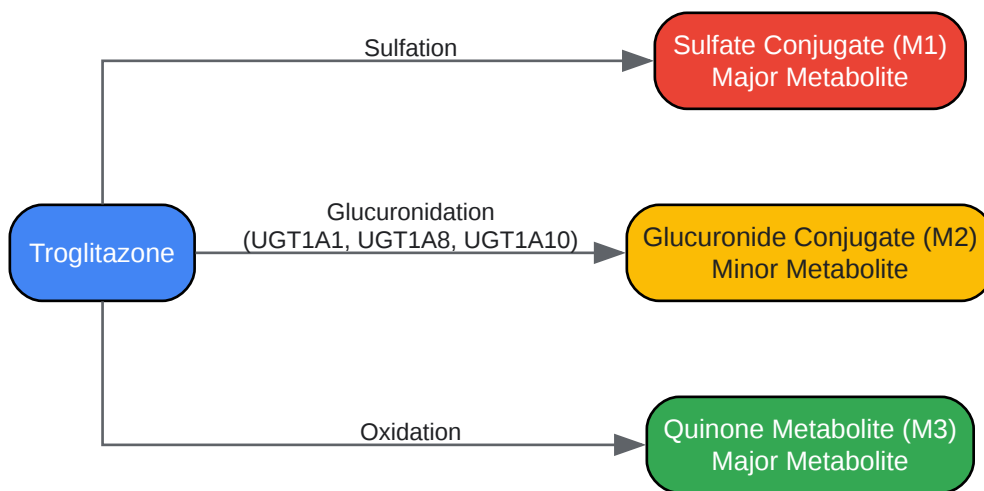 Sulfation
Sulfate Conjugate (M1)
Major Metabolite
Troglitazone
Glucuronidation
(UGT1A1, UGT1A8, UGT1A10)
Glucuronide Conjugate (M2)
Minor Metabolite
Oxidation
Quinone Metabolite (M3)
Major Metabolite